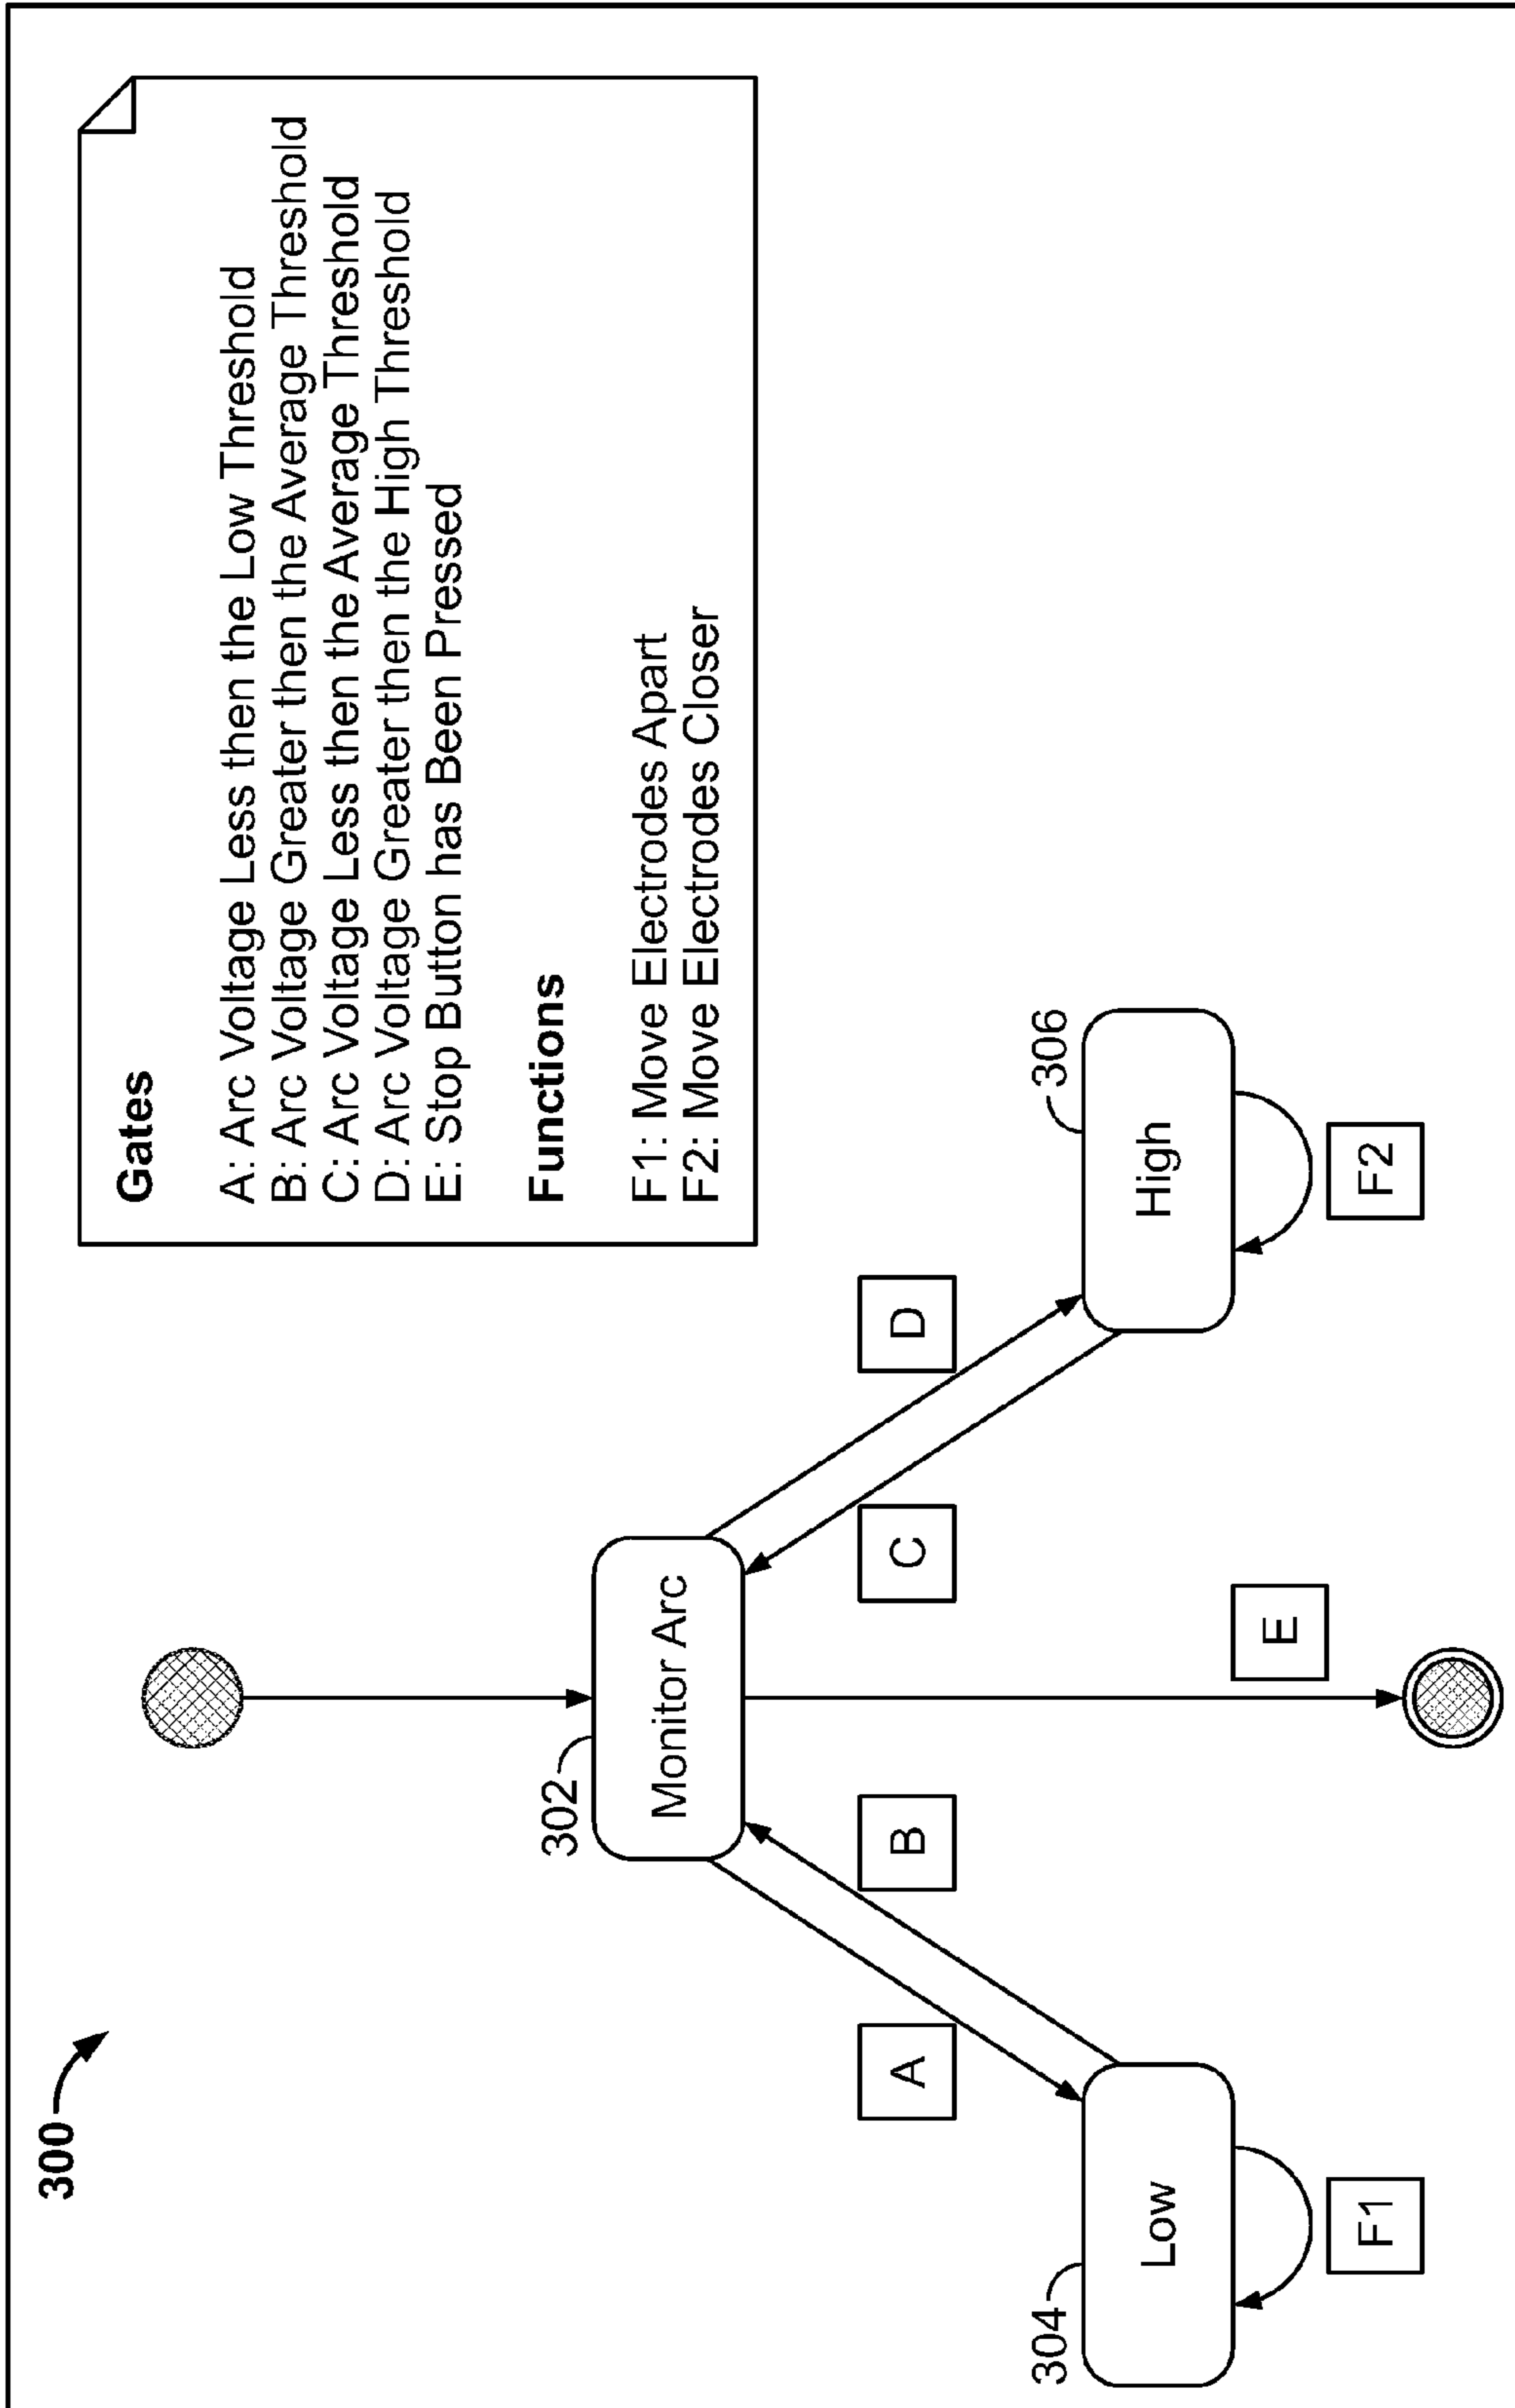 300
Gates
A: Arc Voltage Less then the Low Threshold
B: Arc Voltage Greater then the Average Threshold
C: Arc Voltage Less then the Average Threshold
D: Arc Voltage Greater then the High Threshold
E: Stop Button has Been Pressed
Functions
F1: Move Electrodes Apart
F2: Move Electrodes Closer
302
Monitor Arc
A
B
C
D
304
Low
306
High
E
F1
F2